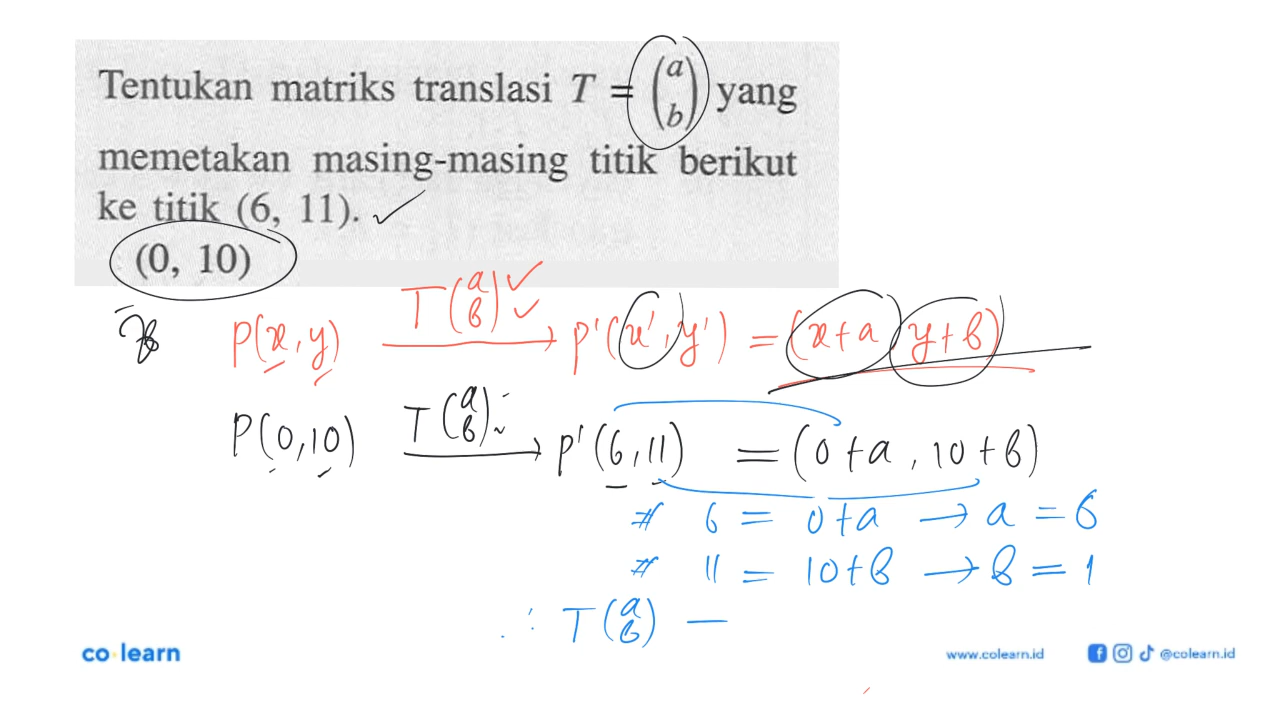 Tentukan matriks translasi T = (a b) yang
memetakan masing-masing titik berikut
ke titik (6, 11). ✓
(0, 10)
P(x,y) T(a b) ✓ ✓ → P'(x',y') = (x+a, y+b)
P(0,10) T(a b) → P'(6,11) = (0+a, 10+b)
# 6 = 0+a → a = 6
# 11 = 10+b → b = 1
∴ T(a b) —
co learn
www.colearn.id
@colearn.id